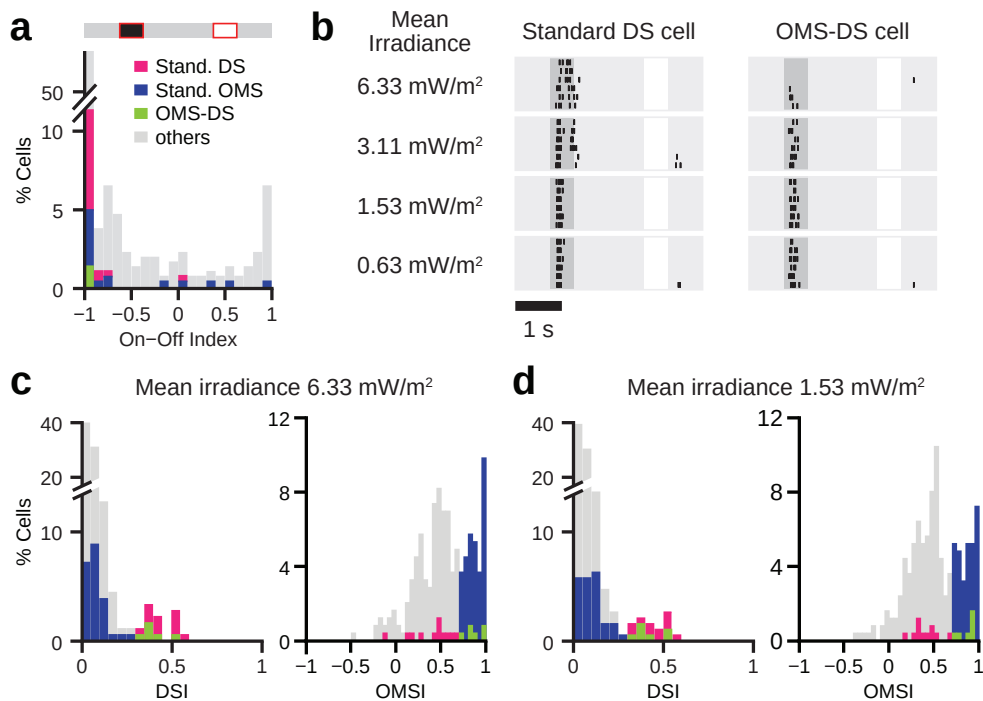 a
Stand. DS
Stand. OMS
OMS-DS
others
% Cells
50
10
5
0
−1 −0.5 0 0.5 1
On−Off Index
b
Mean
Irradiance
Standard DS cell
OMS-DS cell
6.33 mW/m²
3.11 mW/m²
1.53 mW/m²
0.63 mW/m²
1 s
c
Mean irradiance 6.33 mW/m²
% Cells
40
20
10
0
0 0.5 1
DSI
12
8
4
0
−1 −0.5 0 0.5 1
OMSI
d
Mean irradiance 1.53 mW/m²
40
20
10
0
0 0.5 1
DSI
12
8
4
0
−1 −0.5 0 0.5 1
OMSI